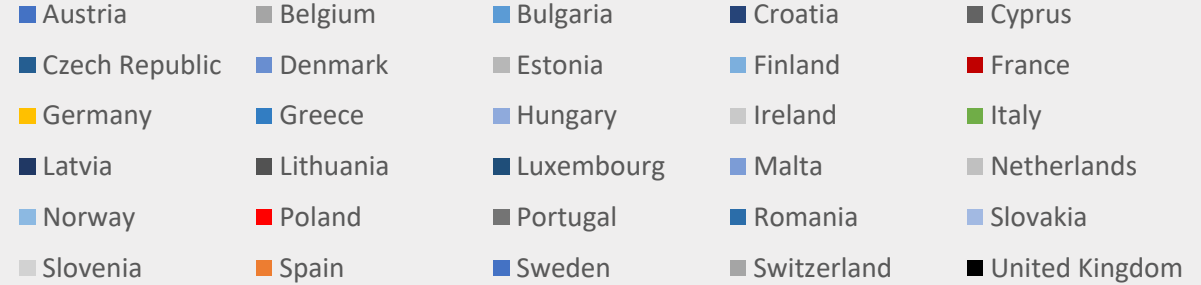 Austria Belgium Bulgaria Croatia Cyprus
Czech Republic Denmark Estonia Finland France
Germany Greece Hungary Ireland Italy
Latvia Lithuania Luxembourg Malta Netherlands
Norway Poland Portugal Romania Slovakia
Slovenia Spain Sweden Switzerland United Kingdom